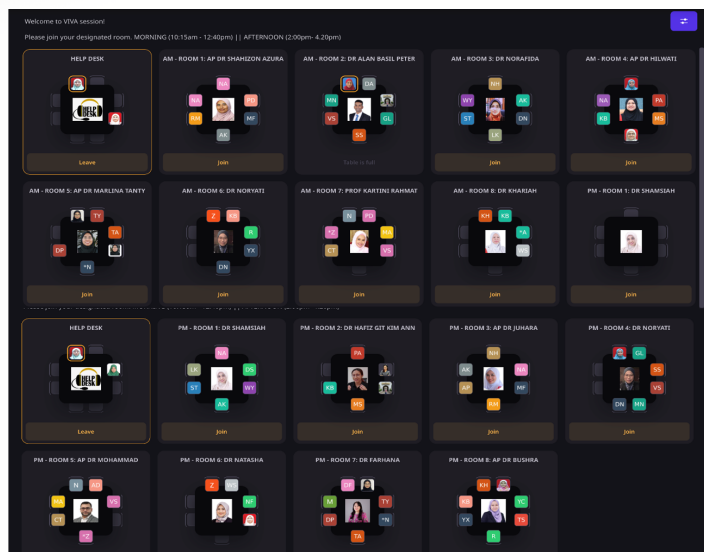 Welcome to VIVA session!
Please join your designated room. MORNING (10:15am - 12:40pm) || AFTERNOON (2:00pm- 4.20pm)
HELP DESK
HELP DESK
Leave
AM - ROOM 1: AP DR SHAHIZON AZURA
NA
NA PD
RM MF
AK
Join
AM - ROOM 2: DR ALAN BASIL PETER
DA
MN
VS GL
SS
Table is full
AM - ROOM 3: DR NORAFIDA
NH
WY AK
ST DN
LK
Join
AM - ROOM 4: AP DR HILWATI
NA PA
KB MS
Join
AM - ROOM 5: AP DR MARLINA TANTY
TY
TA
DP
*N
Join
AM - ROOM 6: DR NORYATI
Z KB
R
YX
DN
Join
AM - ROOM 7: PROF KARTINI RAHMAT
N PD
*Z MA
CT VS
Join
AM - ROOM 8: DR KHARIAH
KH KB
*A
WS
Join
PM - ROOM 1: DR SHAMSIAH
Join
HELP DESK
HELP DESK
Leave
PM - ROOM 1: DR SHAMSIAH
NA
LK DS
ST WY
AK
Join
PM - ROOM 2: DR HAFIZ GIT KIM ANN
PA
KB
MS
Join
PM - ROOM 3: AP DR JUHARA
NH
AK NA
AP MF
RM
Join
PM - ROOM 4: DR NORYATI
GL
SS
VS
DN MN
Join
PM - ROOM 5: AP DR MOHAMMAD
N AD
MA VS
CT
*Z
PM - ROOM 6: DR NATASHA
Z WS
NF
PM - ROOM 7: DR FARHANA
DF
M TY
DP *N
TA
PM - ROOM 8: AP DR BUSHRA
KH
KB YC
YX TS
R